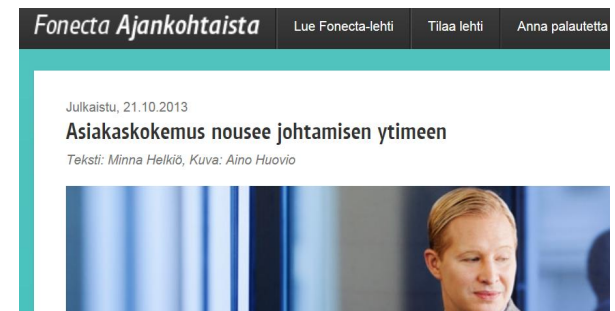 Fonecta Ajankohtaista
Lue Fonecta-lehti
Tilaa lehti
Anna palautetta
Julkaistu, 21.10.2013
Asiakaskokemus nousee johtamisen ytimeen
Teksti: Minna Helkiö, Kuva: Aino Huovio